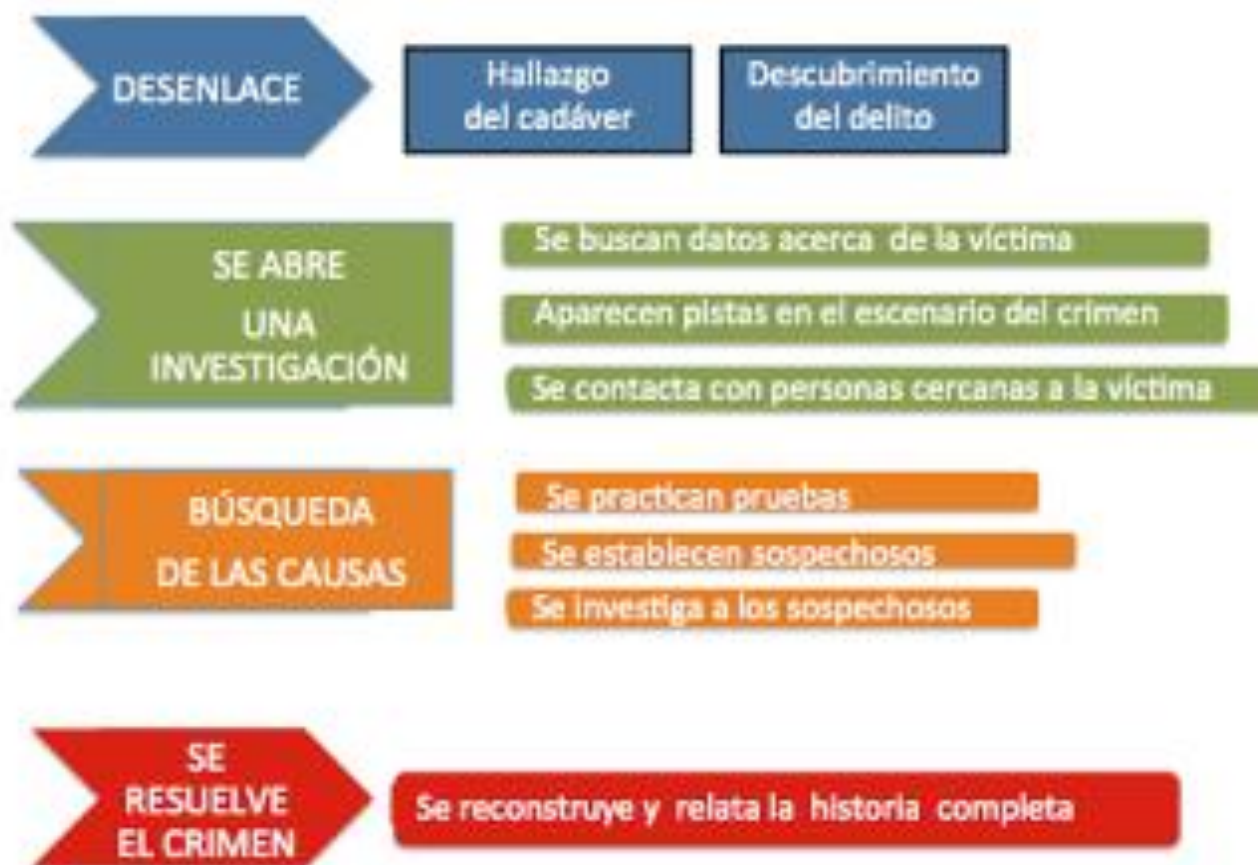 DESENLACE
Hallazgo
del cadáver
Descubrimiento
del delito
SE ABRE
UNA
INVESTIGACIÓN
Se buscan datos acerca de la víctima
Aparecen pistas en el escenario del crimen
Se contacta con personas cercanas a la víctima
BÚSQUEDA
DE LAS CAUSAS
Se practican pruebas
Se establecen sospechosos
Se investiga a los sospechosos
SE
RESUELVE
EL CRIMEN
Se reconstruye y relata la historia completa